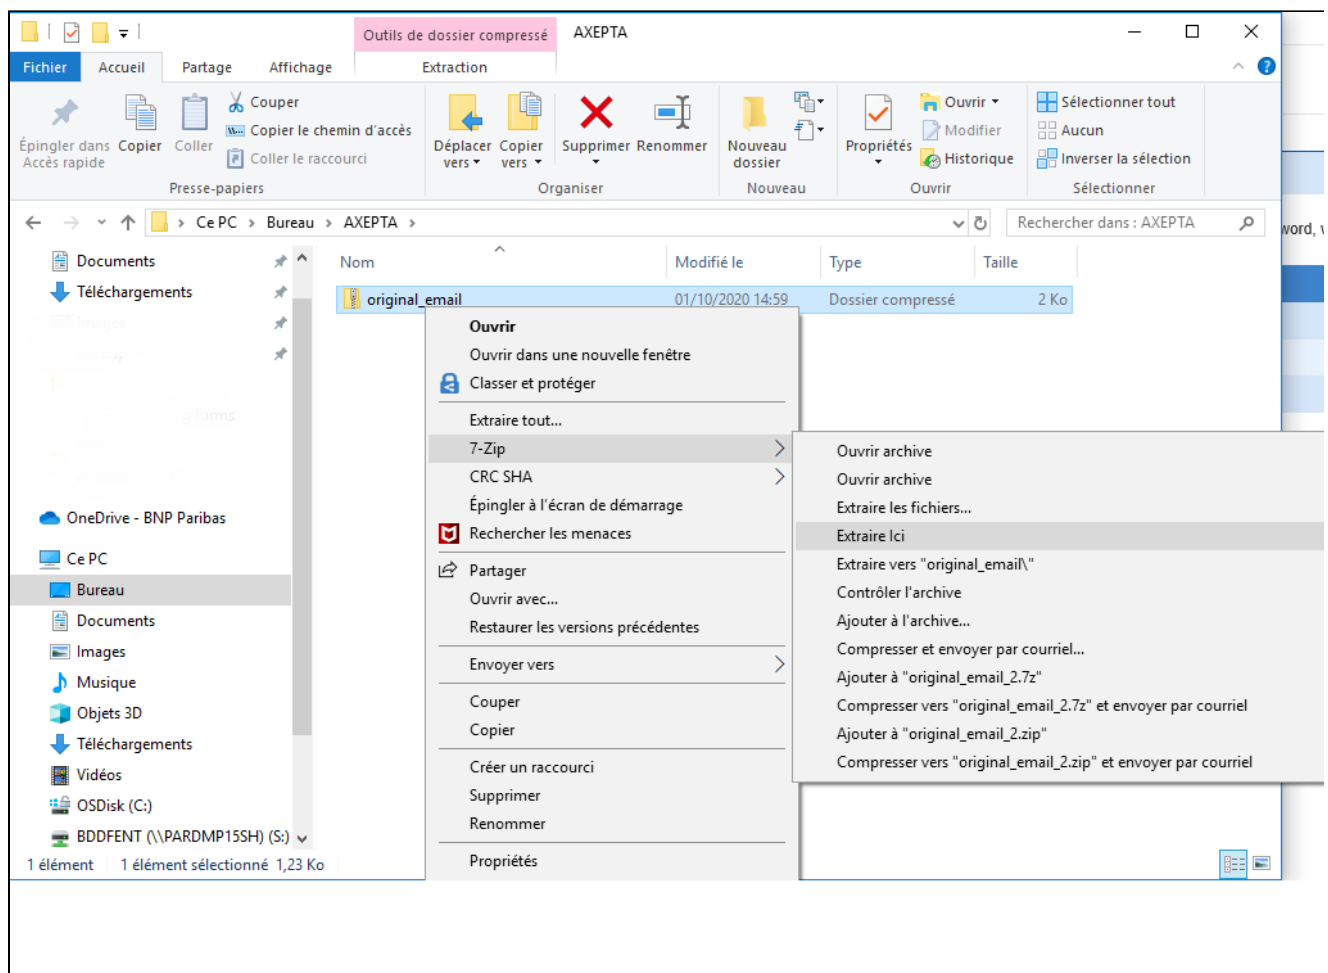 Outils de dossier compressé
AXEPTA
Fichier
Accueil
Partage
Affichage
Extraction
Épingler dans
Accès rapide
Copier
Coller
Couper
Copier le chemin d'accès
Coller le raccourci
Presse-papiers
Déplacer
vers
Copier
vers
Supprimer
Renommer
Organiser
Nouveau
dossier
Nouveau
Propriétés
Ouvrir
Modifier
Historique
Ouvrir
Sélectionner tout
Aucun
Inverser la sélection
Sélectionner
Ce PC > Bureau > AXEPTA >
Rechercher dans : AXEPTA
word, v
Documents
Téléchargements
Images
OneDrive - BNP Paribas
Ce PC
Bureau
Documents
Images
Musique
Objets 3D
Téléchargements
Vidéos
OSDisk (C:)
BDDFENT (\\PARDMP15SH) (S:)
Nom
Modifié le
Type
Taille
original_email
01/10/2020 14:59
Dossier compressé
2 Ko
Ouvrir
Ouvrir dans une nouvelle fenêtre
Classer et protéger
Extraire tout...
7-Zip
CRC SHA
Épingler à l'écran de démarrage
Rechercher les menaces
Partager
Ouvrir avec...
Restaurer les versions précédentes
Envoyer vers
Couper
Copier
Créer un raccourci
Supprimer
Renommer
Propriétés
Ouvrir archive
Ouvrir archive
Extraire les fichiers...
Extraire Ici
Extraire vers "original_email\"
Contrôler l'archive
Ajouter à l'archive...
Compresser et envoyer par courriel...
Ajouter à "original_email_2.7z"
Compresser vers "original_email_2.7z" et envoyer par courriel
Ajouter à "original_email_2.zip"
Compresser vers "original_email_2.zip" et envoyer par courriel
1 élément
1 élément sélectionné 1,23 Ko